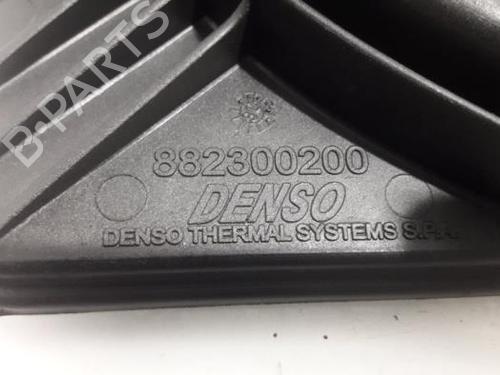 B-PARTS
882300200
DENSO
DENSO THERMAL SYSTEMS S.P.A.